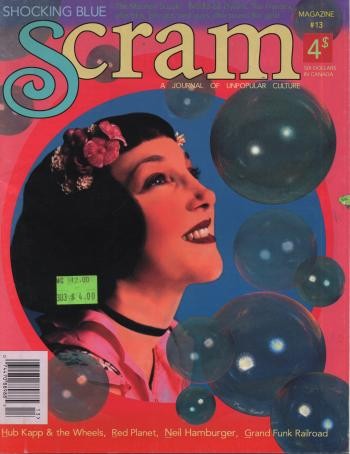 SHOCKING BLUE
MAGAZINE
#13
Scram
4$
SIX DOLLARS
IN CANADA
A JOURNAL OF UNPOPULAR CULTURE
12.00
$ 4.00
Hub Kapp & the Wheels, Red Planet, Neil Hamburger, Grand Funk Railroad